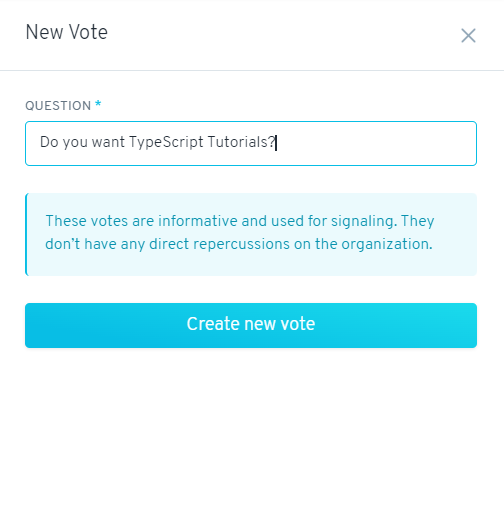 New Vote
QUESTION *
Do you want TypeScript Tutorials?
These votes are informative and used for signaling. They
don't have any direct repercussions on the organization.
Create new vote